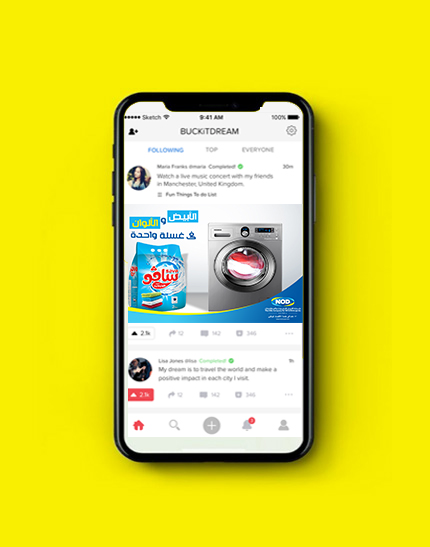 Sketch 9:41 AM 100%
BUCKiTDREAM
FOLLOWING TOP EVERYONE
Maria Franks @maria Completed! 30m
Watch a live music concert with my friends
in Manchester, United Kingdom.
Fun Things To do List
الأبيض و الألوان
في غسلة واحدة
NOD
2.1k 12 142 346
Lisa Jones @lisa Completed! 1h
My dream is to travel the world and make a
positive impact in each city I visit.
2.1k 12 142 346